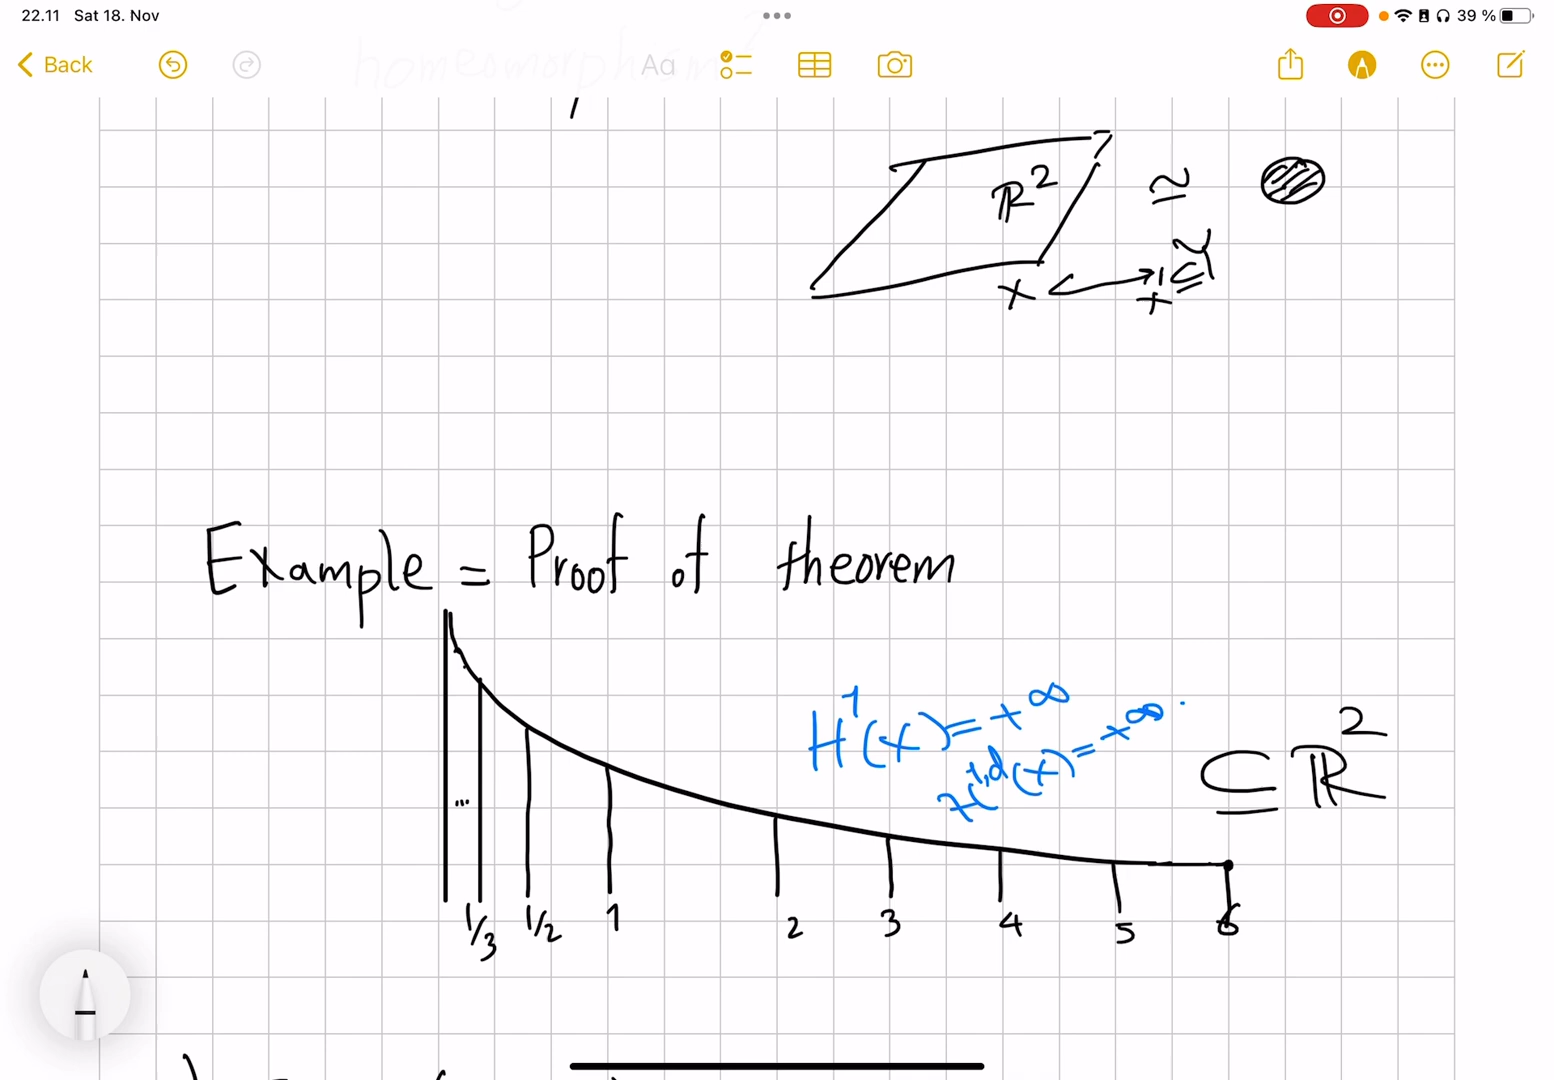 22.11 Sat 18. Nov
39 %
Back
homeomorphism
Aa
ℝ² ≃
Example = Proof of theorem
H¹(x) = +∞
ℋ¹,ᵈ(x) = +∞
⊆ ℝ²
...
1/3 1/2 1 2 3 4 5 6